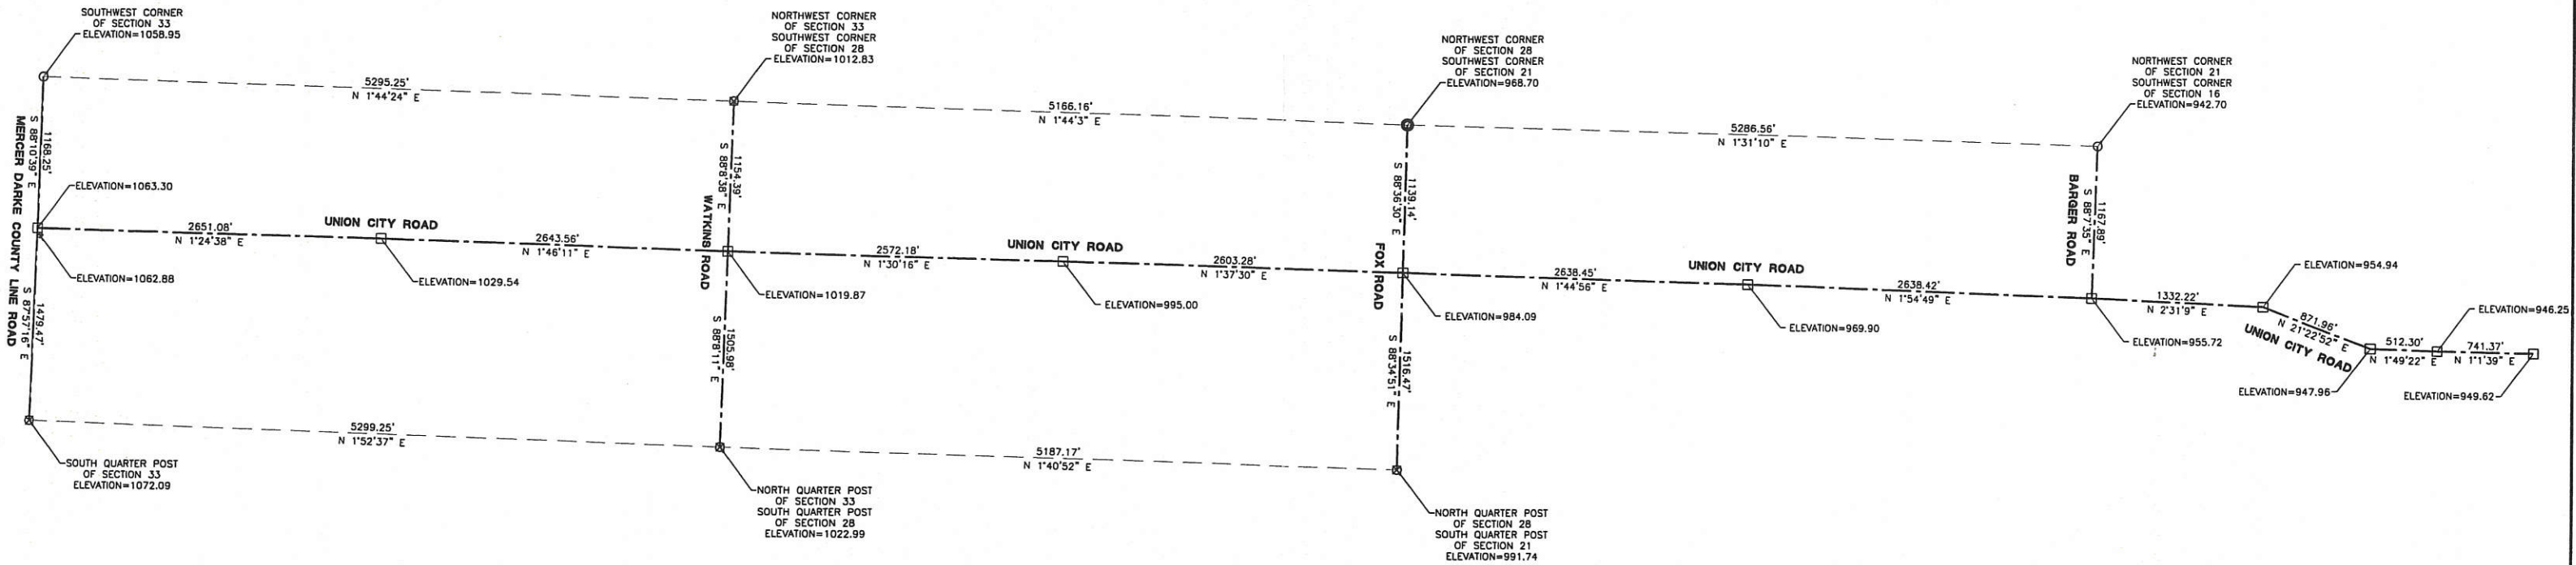 SOUTHWEST CORNER
OF SECTION 33
ELEVATION=1058.95
NORTHWEST CORNER
OF SECTION 33
SOUTHWEST CORNER
OF SECTION 28
ELEVATION=1012.83
NORTHWEST CORNER
OF SECTION 28
SOUTHWEST CORNER
OF SECTION 21
ELEVATION=968.70
NORTHWEST CORNER
OF SECTION 21
SOUTHWEST CORNER
OF SECTION 16
ELEVATION=942.70
5295.25'
N 1°44'24" E
5166.16'
N 1°44'3" E
5286.56'
N 1°31'10" E
1168.25'
S 88°10'39" E
MERCER DARKE COUNTY LINE ROAD
1479.47'
S 87°57'16" E
1154.39'
S 88°8'38" E
WATKINS ROAD
1505.98'
S 88°8'11" E
1139.14'
S 88°36'30" E
FOX ROAD
1516.47'
S 88°34'51" E
1167.89'
S 88°7'35" E
BARGER ROAD
ELEVATION=1063.30
2651.08'
N 1°24'38" E
UNION CITY ROAD
2643.56'
N 1°46'11" E
2572.18'
N 1°30'16" E
UNION CITY ROAD
2603.28'
N 1°37'30" E
2638.45'
N 1°44'56" E
UNION CITY ROAD
2638.42'
N 1°54'49" E
1332.22'
N 2°31'9" E
ELEVATION=954.94
871.96'
N 21°22'52" E
UNION CITY ROAD
512.30'
N 1°49'22" E
ELEVATION=946.25
741.37'
N 1°1'39" E
ELEVATION=1062.88
ELEVATION=1029.54
ELEVATION=1019.87
ELEVATION=995.00
ELEVATION=984.09
ELEVATION=969.90
ELEVATION=955.72
ELEVATION=947.96
ELEVATION=949.62
5299.25'
N 1°52'37" E
5187.17'
N 1°40'52" E
SOUTH QUARTER POST
OF SECTION 33
ELEVATION=1072.09
NORTH QUARTER POST
OF SECTION 33
SOUTH QUARTER POST
OF SECTION 28
ELEVATION=1022.99
NORTH QUARTER POST
OF SECTION 28
SOUTH QUARTER POST
OF SECTION 21
ELEVATION=991.74